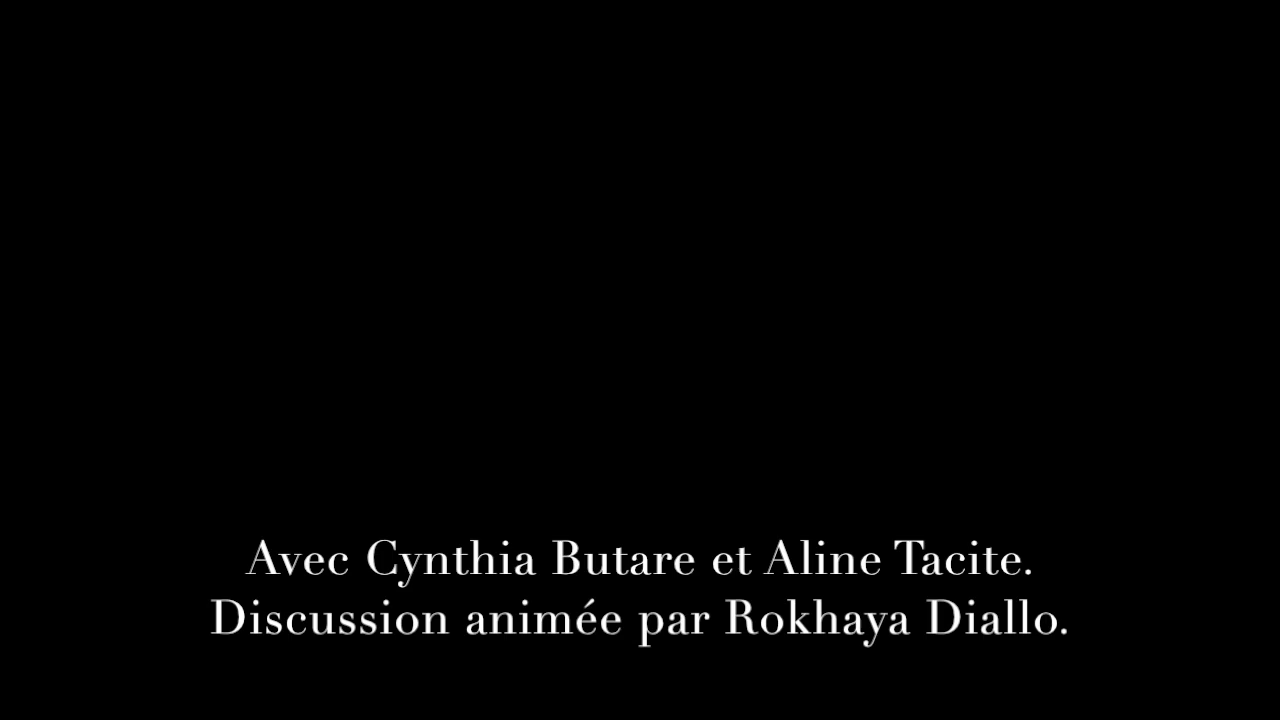 Avec Cynthia Butare et Aline Tacite.
Discussion animée par Rokhaya Diallo.